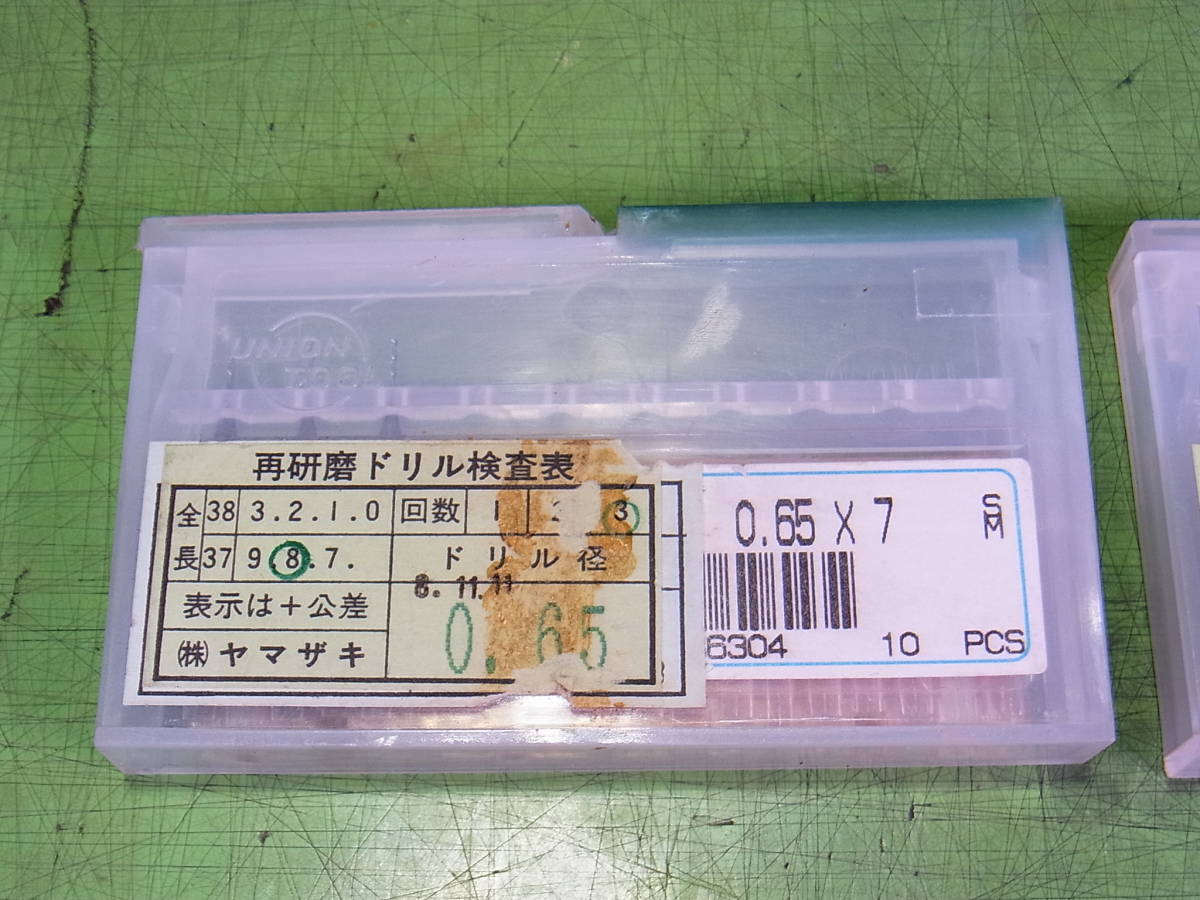 UNION
再研磨ドリル検査表
全長 38 3.2.1.0 回数 1 2 3
37 9.8.7. ドリル径
8.11.11
表示は+公差 0.65
㈱ヤマザキ
0.65 X 7 SM
6304 10 PCS